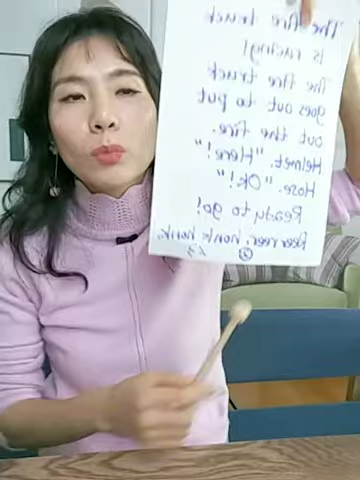 The fire truck
is racing!
The fire truck
goes out to put
out the fire.
Helmet. "Here!"
Hose. "Ok!"
Ready to go!
honk honk.